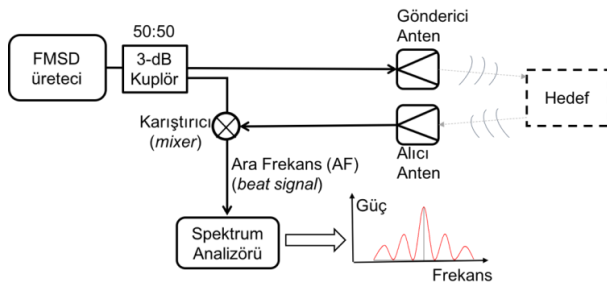 50:50
FMSD
üreteci
3-dB
Kuplör
Gönderici
Anten
Hedef
Karıştırıcı
(mixer)
Alıcı
Anten
Ara Frekans (AF)
(beat signal)
Spektrum
Analizörü
Güç
Frekans